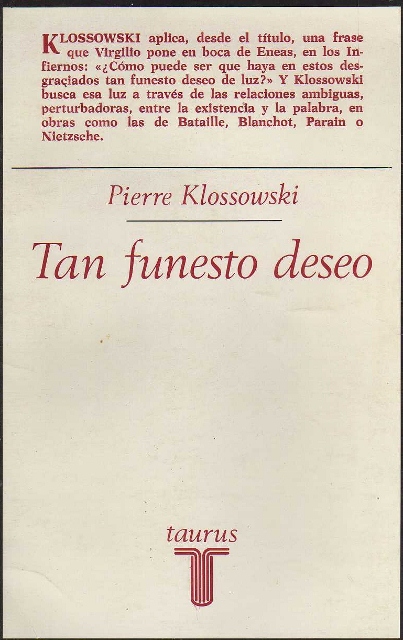 KLOSSOWSKI aplica, desde el título, una frase
que Virgilio pone en boca de Eneas, en los In-
fiernos: «¿Cómo puede ser que haya en estos des-
graciados tan funesto deseo de luz?» Y Klossowski
busca esa luz a través de las relaciones ambiguas,
perturbadoras, entre la existencia y la palabra, en
obras como las de Bataille, Blanchot, Parain o
Nietzsche.
Pierre Klossowski
Tan funesto deseo
taurus